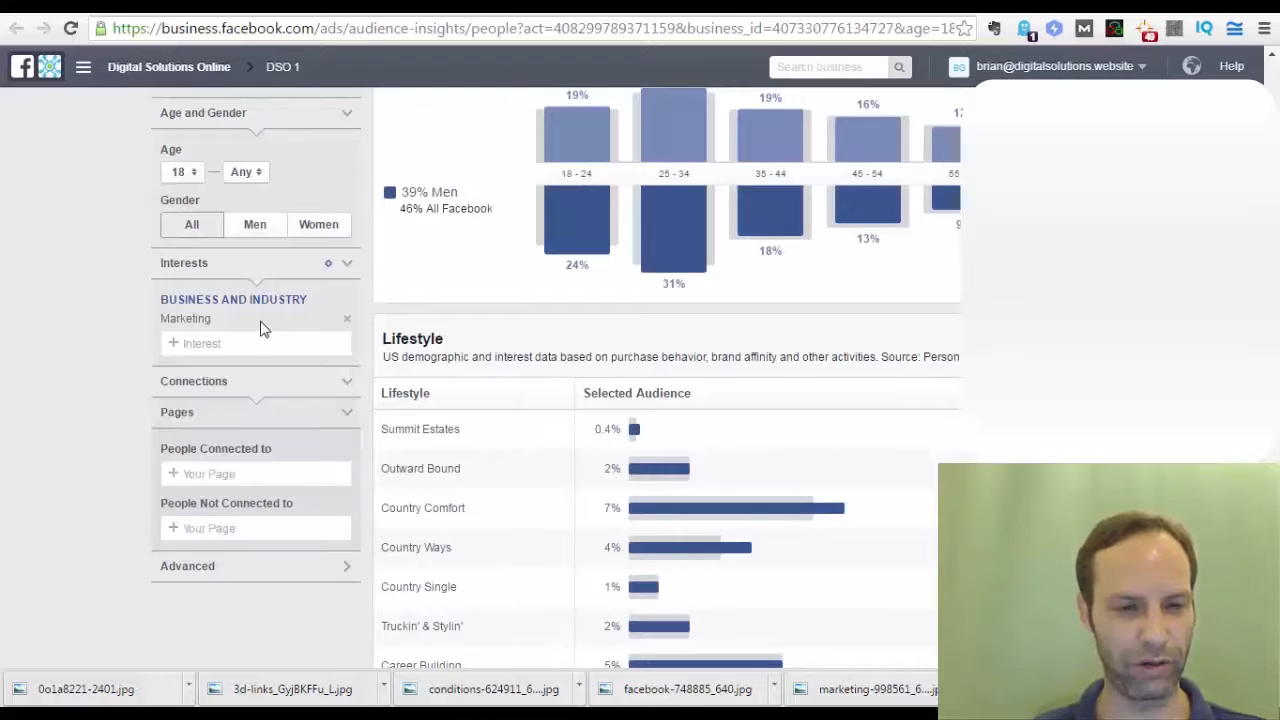 https://business.facebook.com/ads/audience-insights/people?act=408299789371159&business_id=407330776134727&age=18
1
M
40
IQ
f
Digital Solutions Online
DSO 1
Search business
BG
brian@digitalsolutions.website
Help
Age and Gender
Age
18
Any
Gender
All
Men
Women
Interests
BUSINESS AND INDUSTRY
Marketing
+ Interest
Connections
Pages
People Connected to
+ Your Page
People Not Connected to
+ Your Page
Advanced
19%
19%
16%
39% Men
46% All Facebook
18 - 24
25 - 34
35 - 44
45 - 54
55
24%
31%
18%
13%
Lifestyle
US demographic and interest data based on purchase behavior, brand affinity and other activities. Source: Person
Lifestyle
Selected Audience
Summit Estates
0.4%
Outward Bound
2%
Country Comfort
7%
Country Ways
4%
Country Single
1%
Truckin' & Stylin'
2%
Career Building
5%
0o1a8221-2401.jpg
3d-links_GyjBKFFu_L.jpg
conditions-624911_6....jpg
facebook-748885_640.jpg
marketing-998561_6....jp